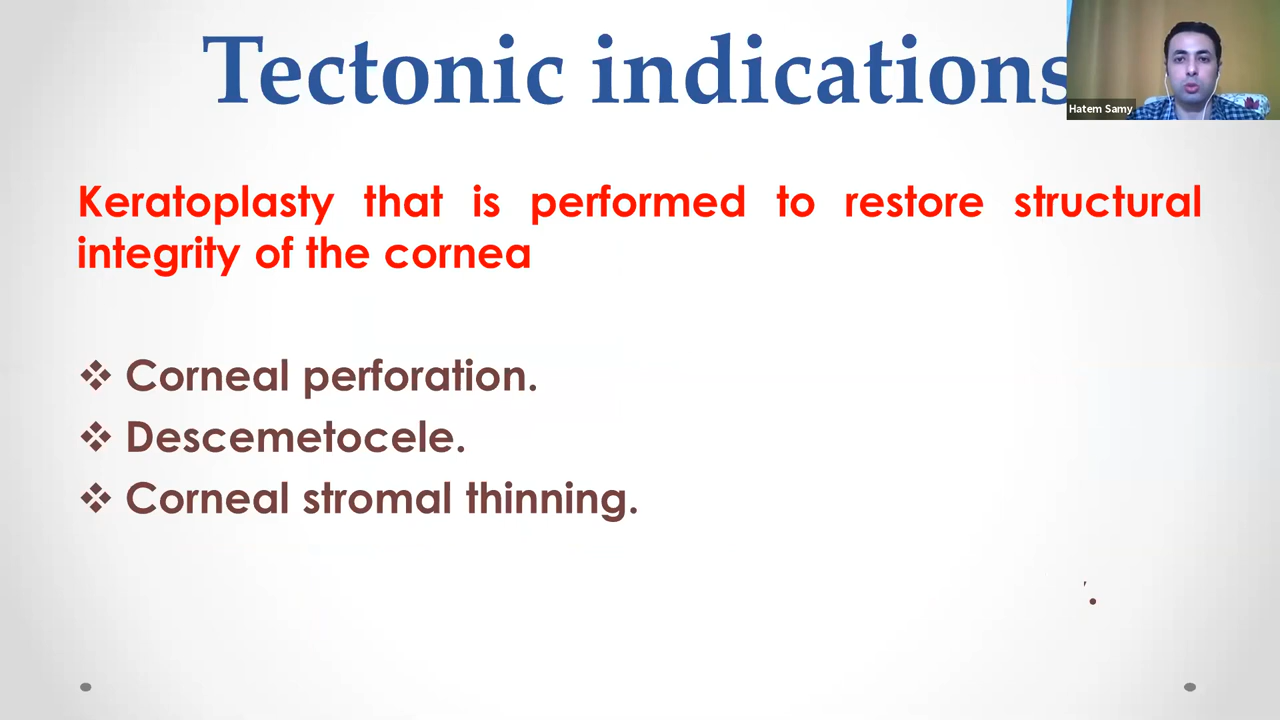 Tectonic indications
Hatem Samy
Keratoplasty that is performed to restore structural
integrity of the cornea
❖ Corneal perforation.
❖ Descemetocele.
❖ Corneal stromal thinning.